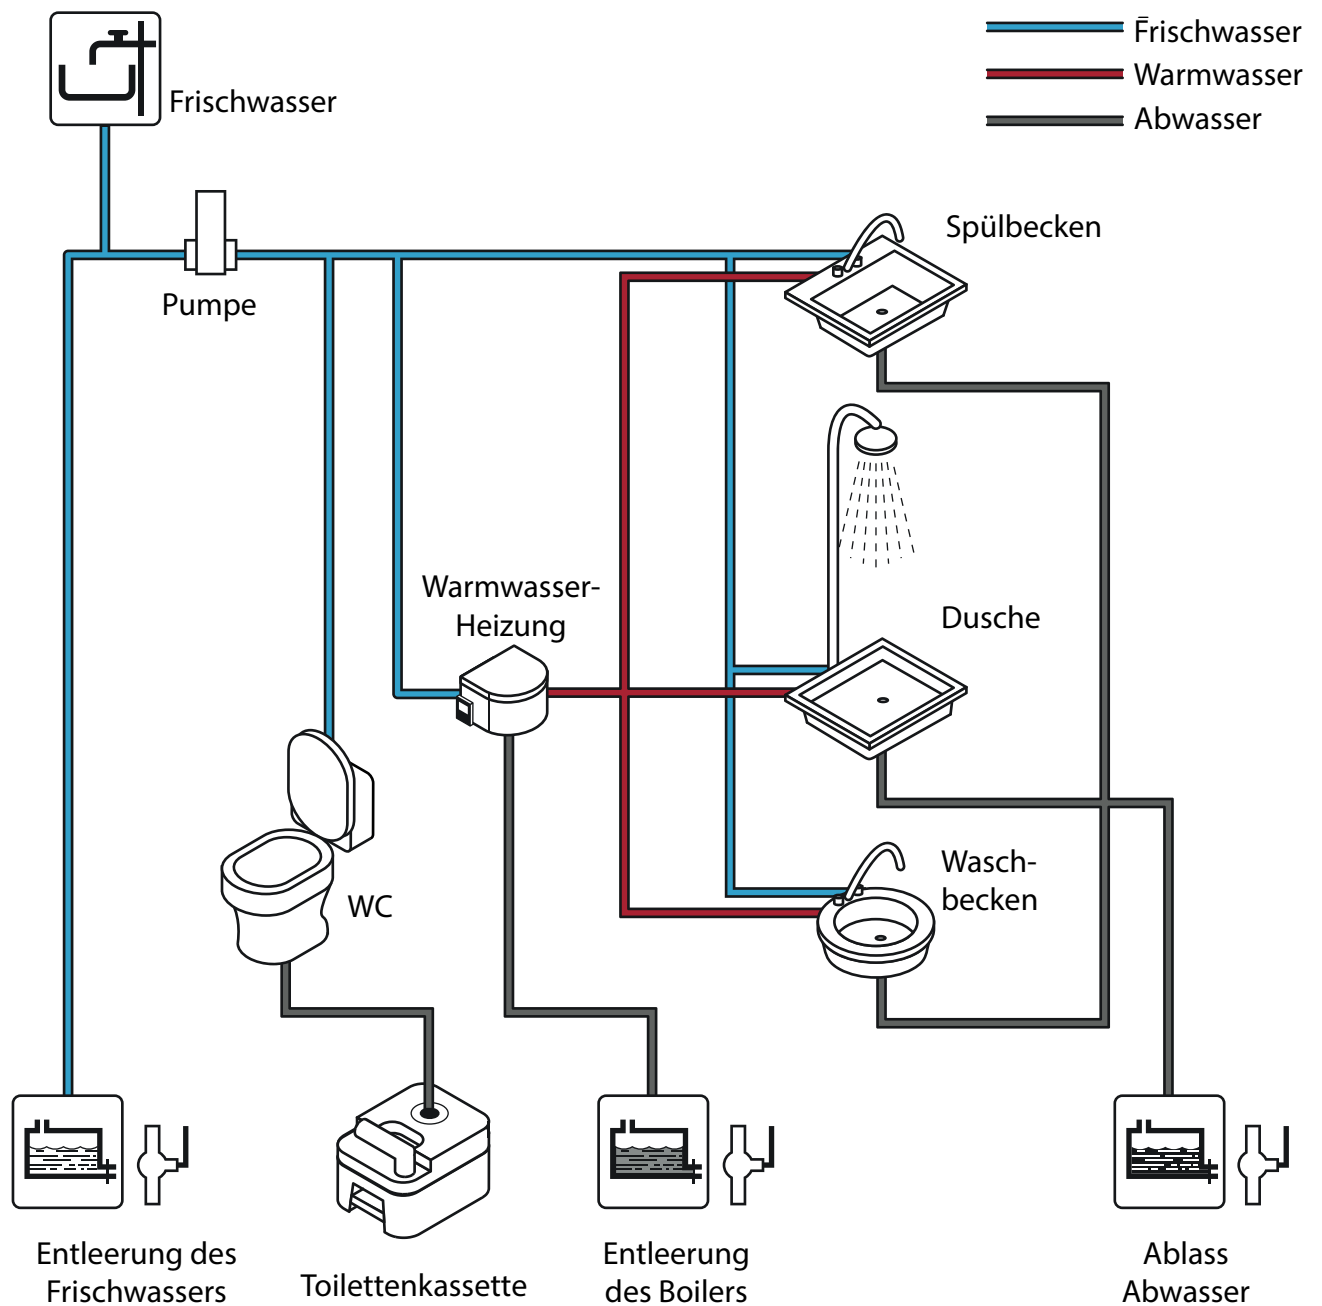 Frischwasser
Warmwasser
Abwasser
Frischwasser
Spülbecken
Pumpe
Warmwasser-
Heizung
Dusche
Wasch-
becken
WC
Entleerung des
Frischwassers
Toilettenkassette
Entleerung
des Boilers
Ablass
Abwasser